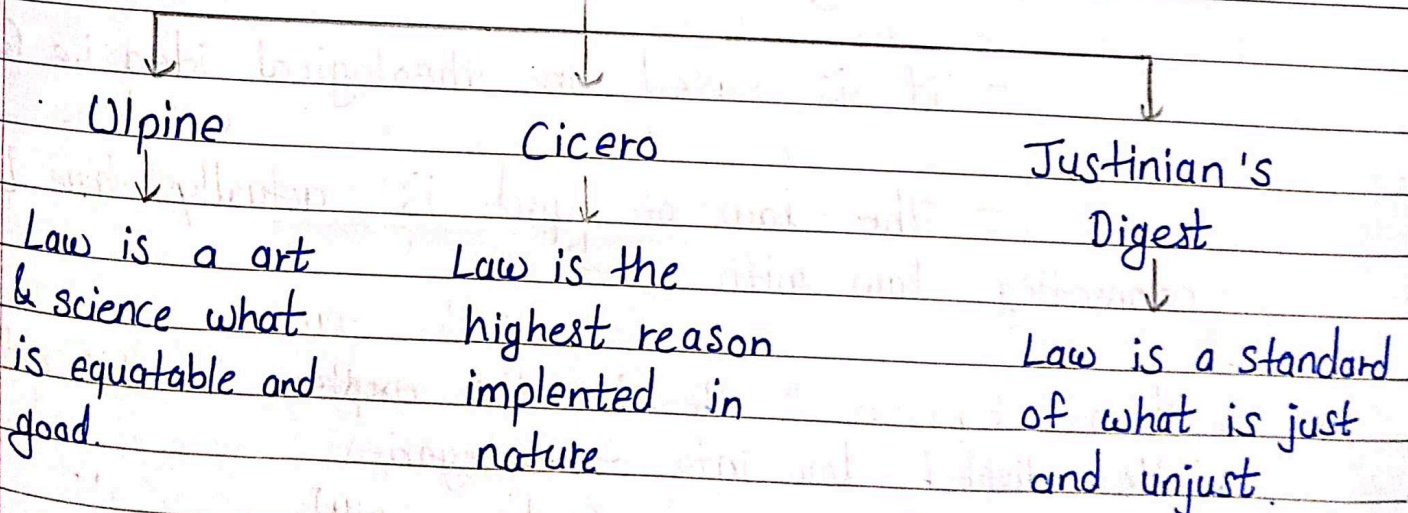 Ulpine
Law is a art
& science what
is equatable and
good.
Cicero
Law is the
highest reason
implented in
nature
Justinian's
Digest
Law is a standard
of what is just
and unjust.